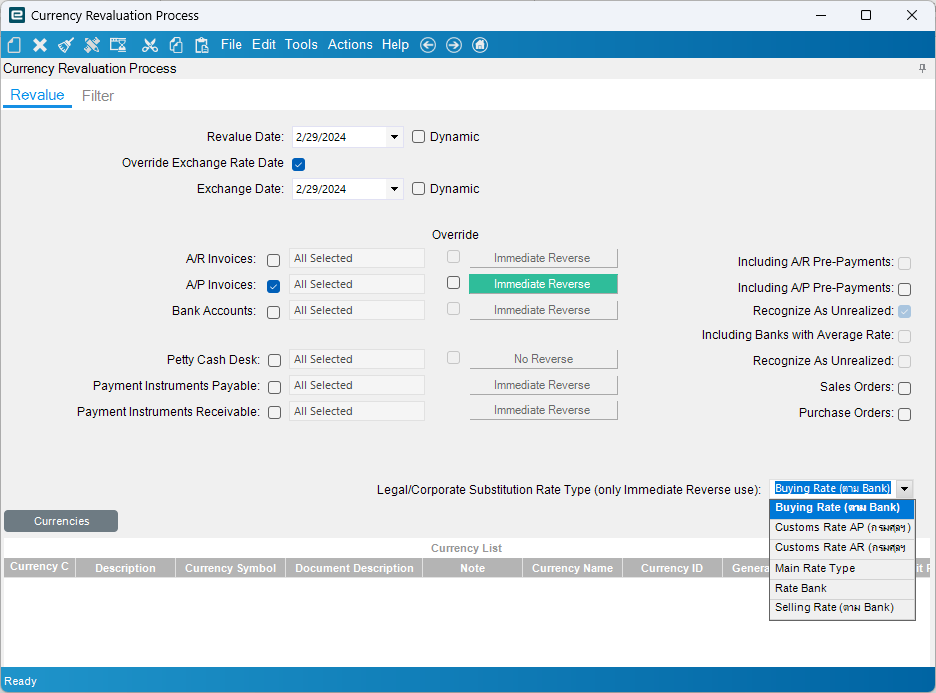 Currency Revaluation Process
File Edit Tools Actions Help
Currency Revaluation Process
Revalue Filter
Revalue Date: 2/29/2024 Dynamic
Override Exchange Rate Date
Exchange Date: 2/29/2024 Dynamic
Override
A/R Invoices: All Selected Immediate Reverse
A/P Invoices: All Selected Immediate Reverse
Bank Accounts: All Selected Immediate Reverse
Petty Cash Desk: All Selected No Reverse
Payment Instruments Payable: All Selected Immediate Reverse
Payment Instruments Receivable: All Selected Immediate Reverse
Including A/R Pre-Payments:
Including A/P Pre-Payments:
Recognize As Unrealized:
Including Banks with Average Rate:
Recognize As Unrealized:
Sales Orders:
Purchase Orders:
Legal/Corporate Substitution Rate Type (only Immediate Reverse use): Buying Rate (ตาม Bank)
Buying Rate (ตาม Bank)
Customs Rate AP (กรมศุลฯ)
Customs Rate AR (กรมศุลฯ
Main Rate Type
Rate Bank
Selling Rate (ตาม Bank)
Currencies
Currency List
Currency C Description Currency Symbol Document Description Note Currency Name Currency ID Genera
Ready